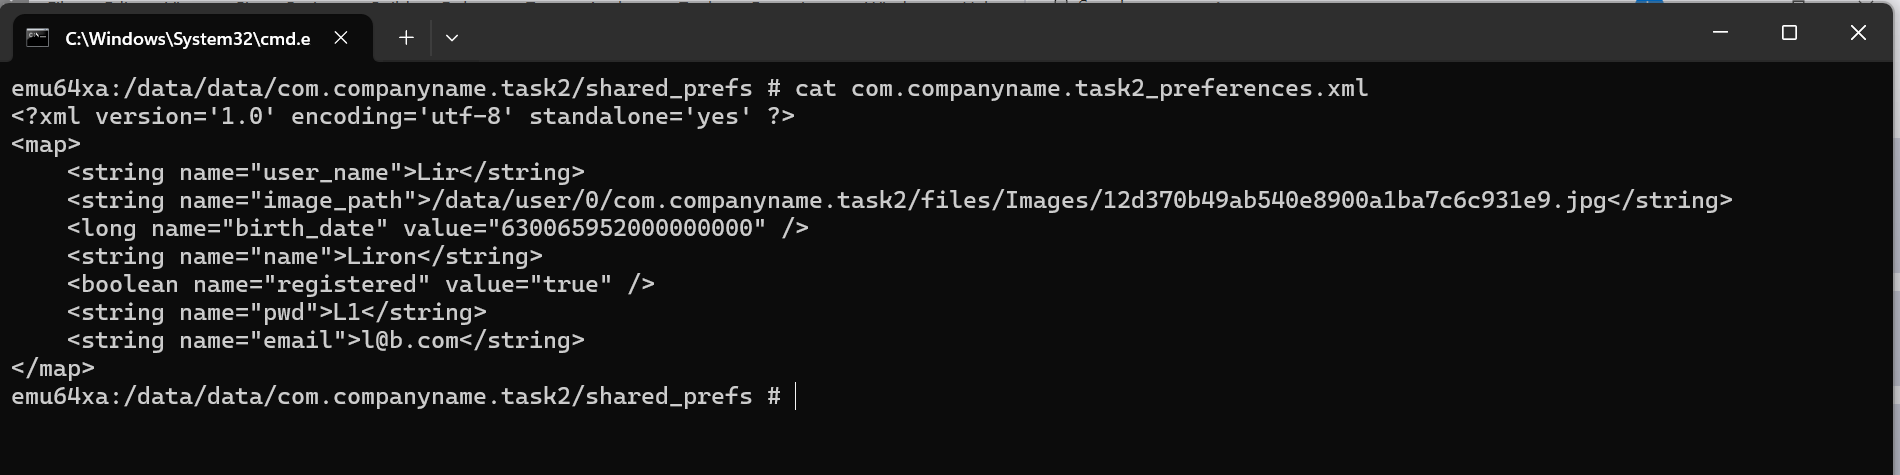 C:\Windows\System32\cmd.e
emu64xa:/data/data/com.companyname.task2/shared_prefs # cat com.companyname.task2_preferences.xml
<?xml version='1.0' encoding='utf-8' standalone='yes' ?>
<map>
    <string name="user_name">Lir</string>
    <string name="image_path">/data/user/0/com.companyname.task2/files/Images/12d370b49ab540e8900a1ba7c6c931e9.jpg</string>
    <long name="birth_date" value="630065952000000000" />
    <string name="name">Liron</string>
    <boolean name="registered" value="true" />
    <string name="pwd">L1</string>
    <string name="email">l@b.com</string>
</map>
emu64xa:/data/data/com.companyname.task2/shared_prefs #